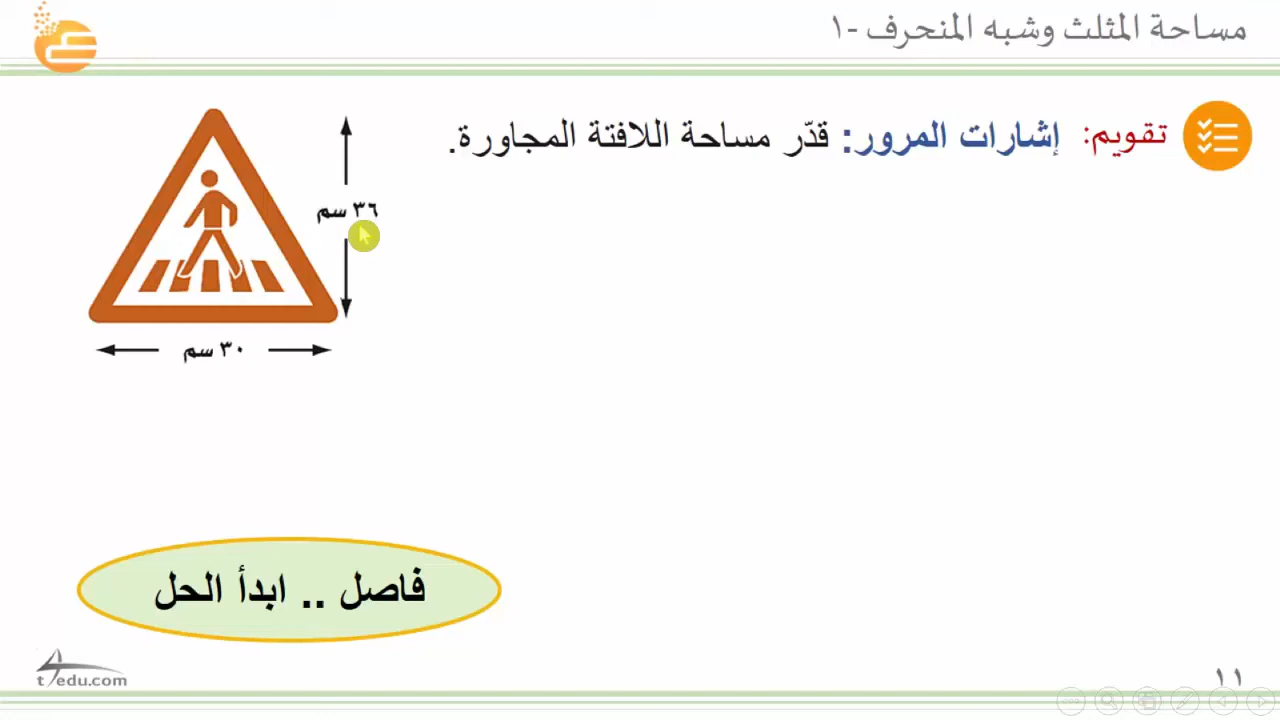 مساحة المثلث وشبه المنحرف -١
تقويم: إشارات المرور: قدّر مساحة اللافتة المجاورة.
٣٦ سم
٣٠ سم
فاصل .. ابدأ الحل
t4edu.com
١١